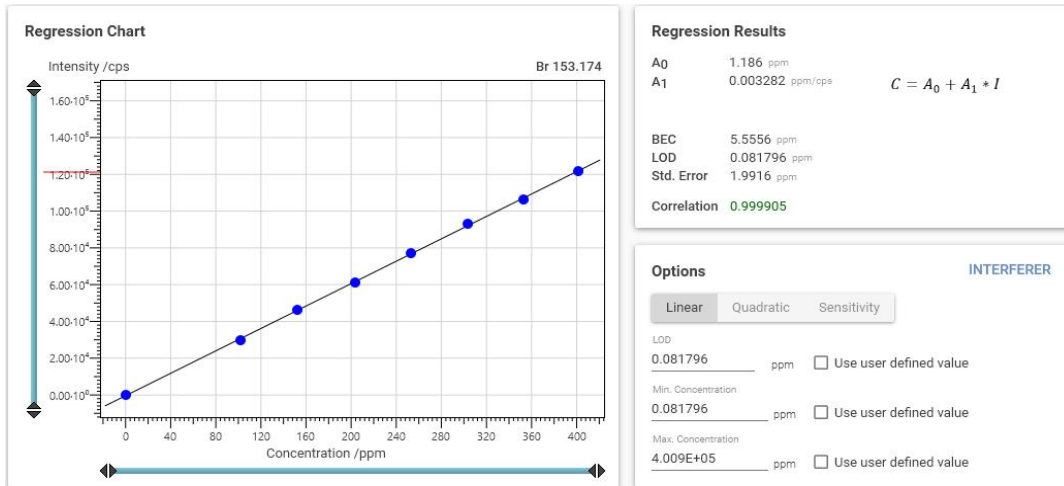 Regression Chart
Intensity /cps
Br 153.174
1.60·10⁵
1.40·10⁵
1.20·10⁵
1.00·10⁵
8.00·10⁴
6.00·10⁴
4.00·10⁴
2.00·10⁴
0.00·10⁰
0 40 80 120 160 200 240 280 320 360 400
Concentration /ppm
Regression Results
A0 1.186 ppm
A1 0.003282 ppm/cps
C = A₀ + A₁ * I
BEC 5.5556 ppm
LOD 0.081796 ppm
Std. Error 1.9916 ppm
Correlation 0.999905
Options
INTERFERER
Linear Quadratic Sensitivity
LOD
0.081796 ppm Use user defined value
Min. Concentration
0.081796 ppm Use user defined value
Max. Concentration
4.009E+05 ppm Use user defined value